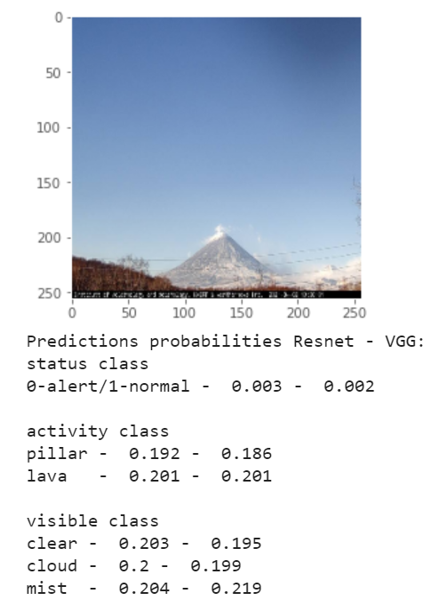 0
50
100
150
200
250
0 50 100 150 200 250
Predictions probabilities Resnet - VGG:
status class
0-alert/1-normal - 0.003 - 0.002
activity class
pillar - 0.192 - 0.186
lava - 0.201 - 0.201
visible class
clear - 0.203 - 0.195
cloud - 0.2 - 0.199
mist - 0.204 - 0.219